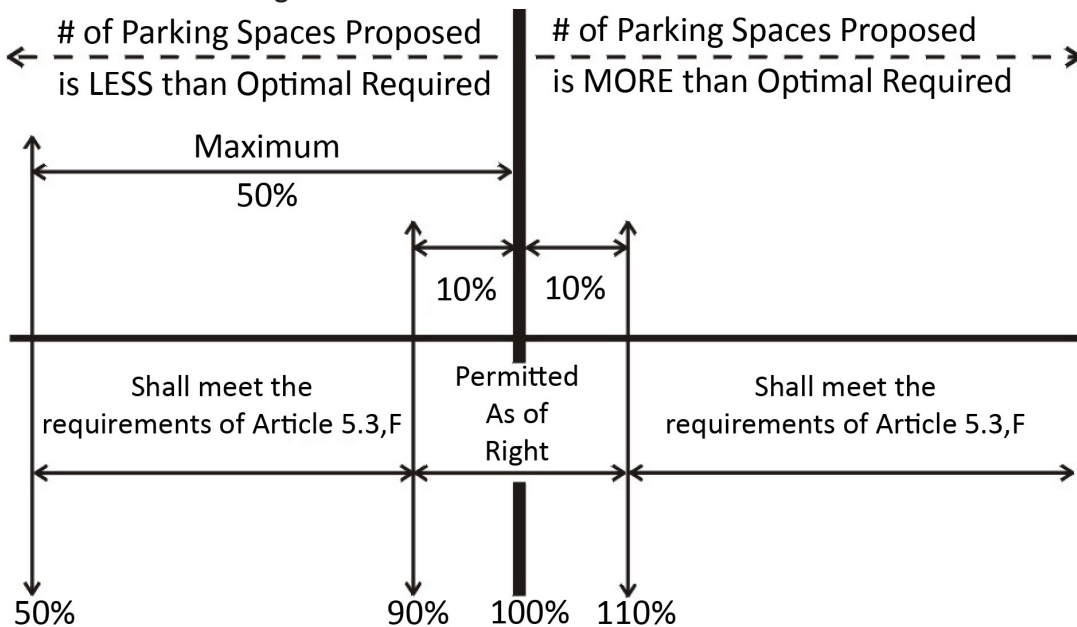 # of Parking Spaces Proposed
is LESS than Optimal Required
# of Parking Spaces Proposed
is MORE than Optimal Required
Maximum
50%
10%
10%
Shall meet the
requirements of Article 5.3,F
Permitted
As of
Right
Shall meet the
requirements of Article 5.3,F
50%
90%
100%
110%